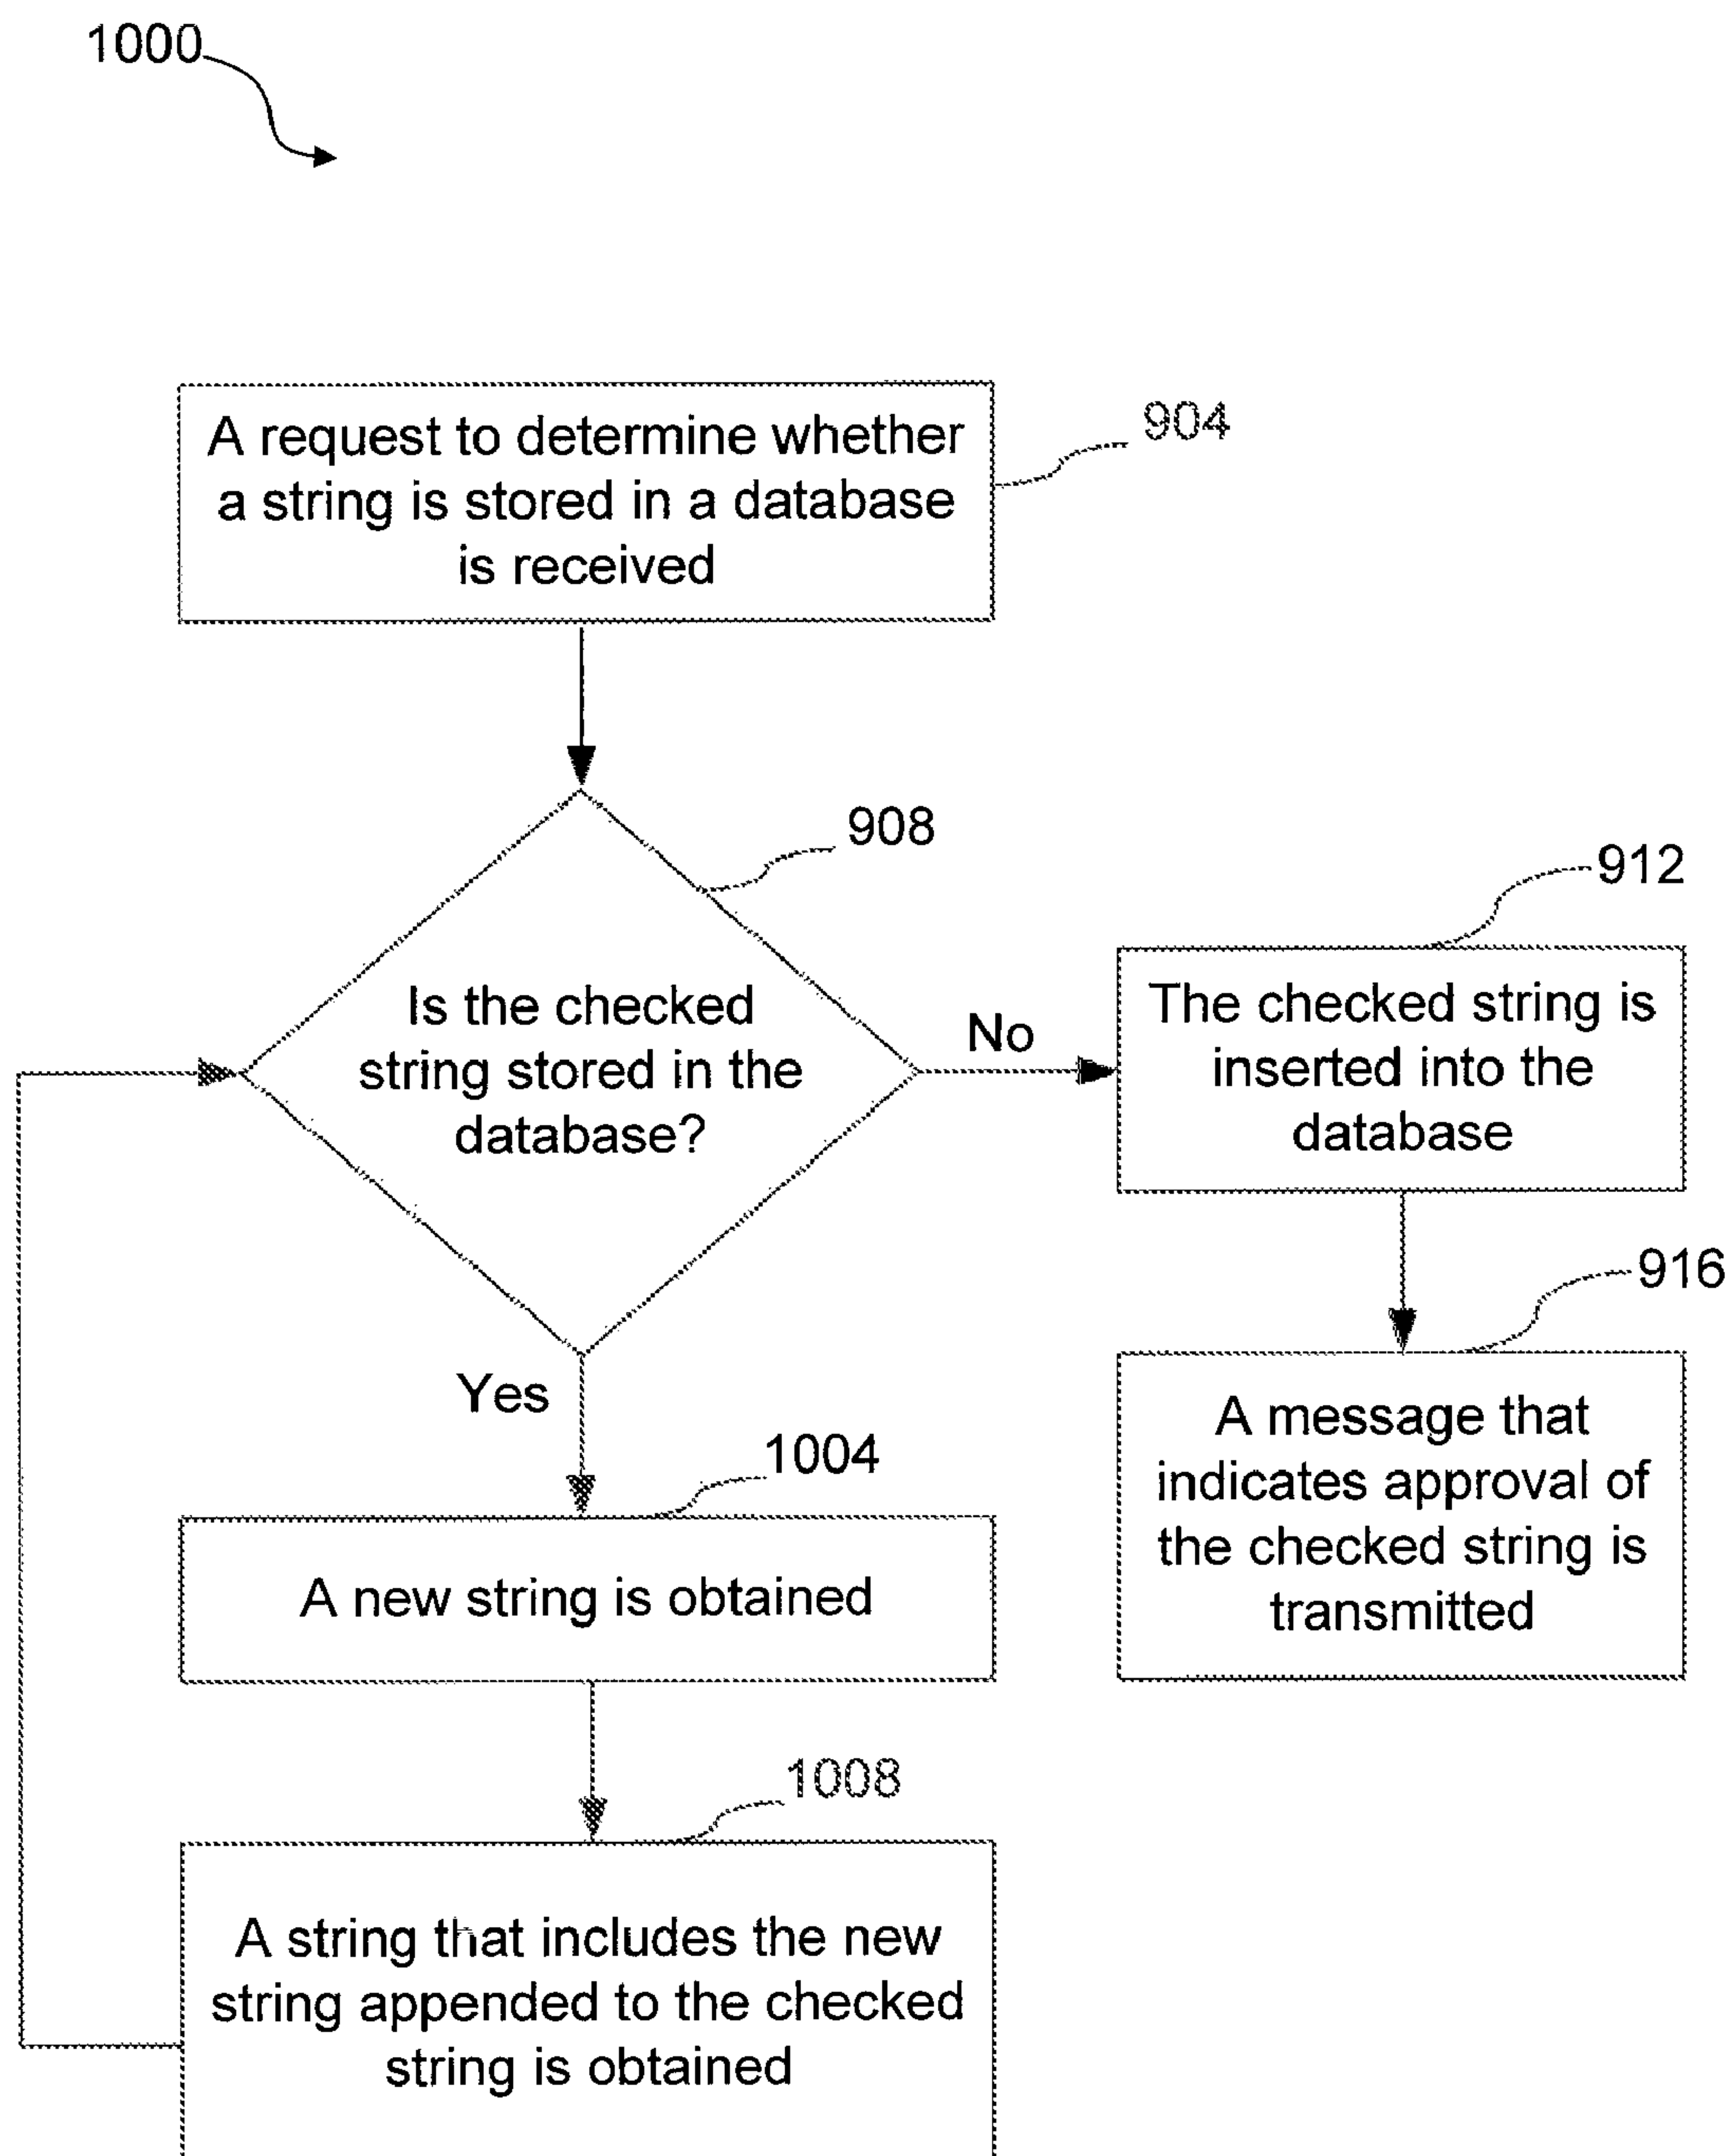 1000
A request to determine whether
a string is stored in a database
is received
904
908
Is the checked
string stored in the
database?
No
912
The checked string is
inserted into the
database
916
A message that
indicates approval of
the checked string is
transmitted
Yes
1004
A new string is obtained
1008
A string that includes the new
string appended to the checked
string is obtained